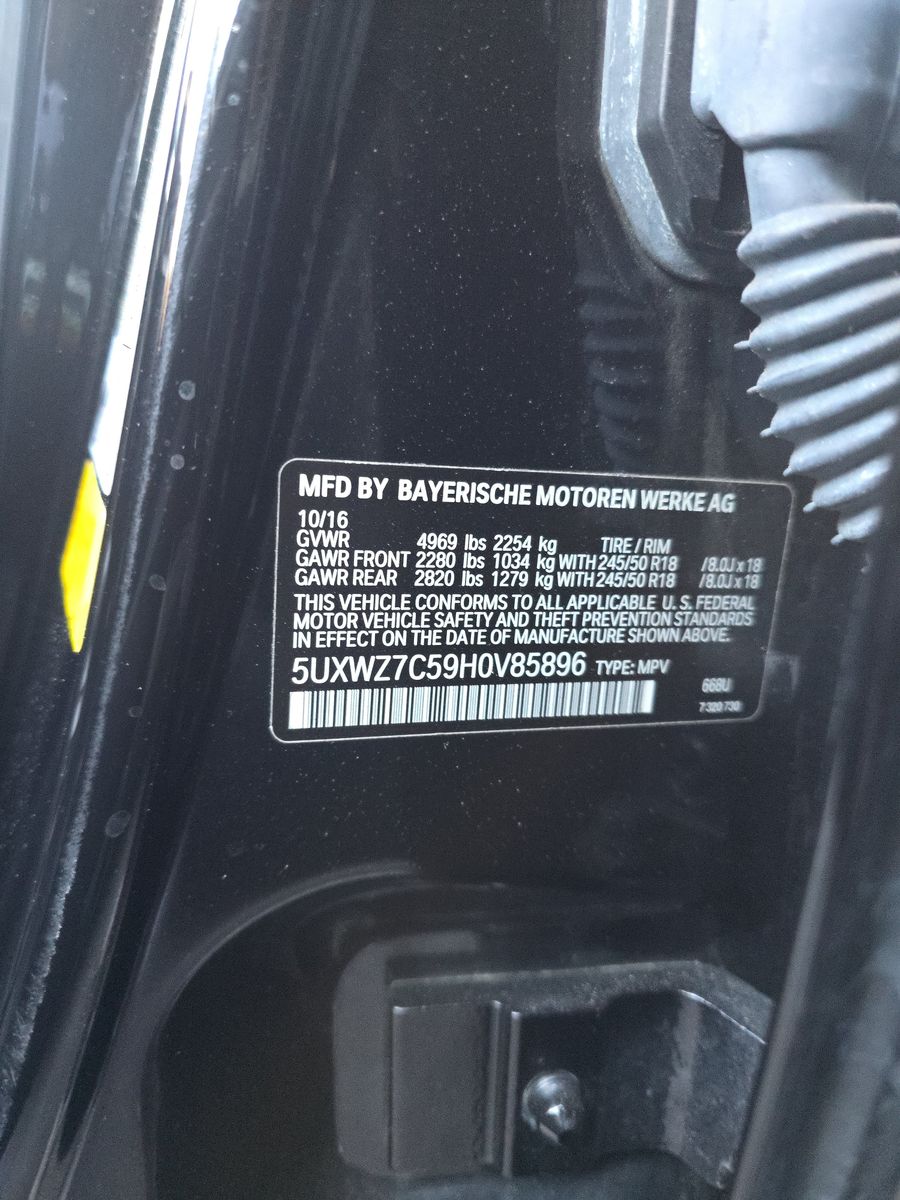 MFD BY BAYERISCHE MOTOREN WERKE AG
10/16
GVWR 4969 lbs 2254 kg TIRE / RIM
GAWR FRONT 2280 lbs 1034 kg WITH 245/50 R18 /8.0J x 18
GAWR REAR 2820 lbs 1279 kg WITH 245/50 R18 /8.0J x 18
THIS VEHICLE CONFORMS TO ALL APPLICABLE U.S. FEDERAL
MOTOR VEHICLE SAFETY AND THEFT PREVENTION STANDARDS
IN EFFECT ON THE DATE OF MANUFACTURE SHOWN ABOVE.
5UXWZ7C59H0V85896 TYPE: MPV
668U
7 320 730